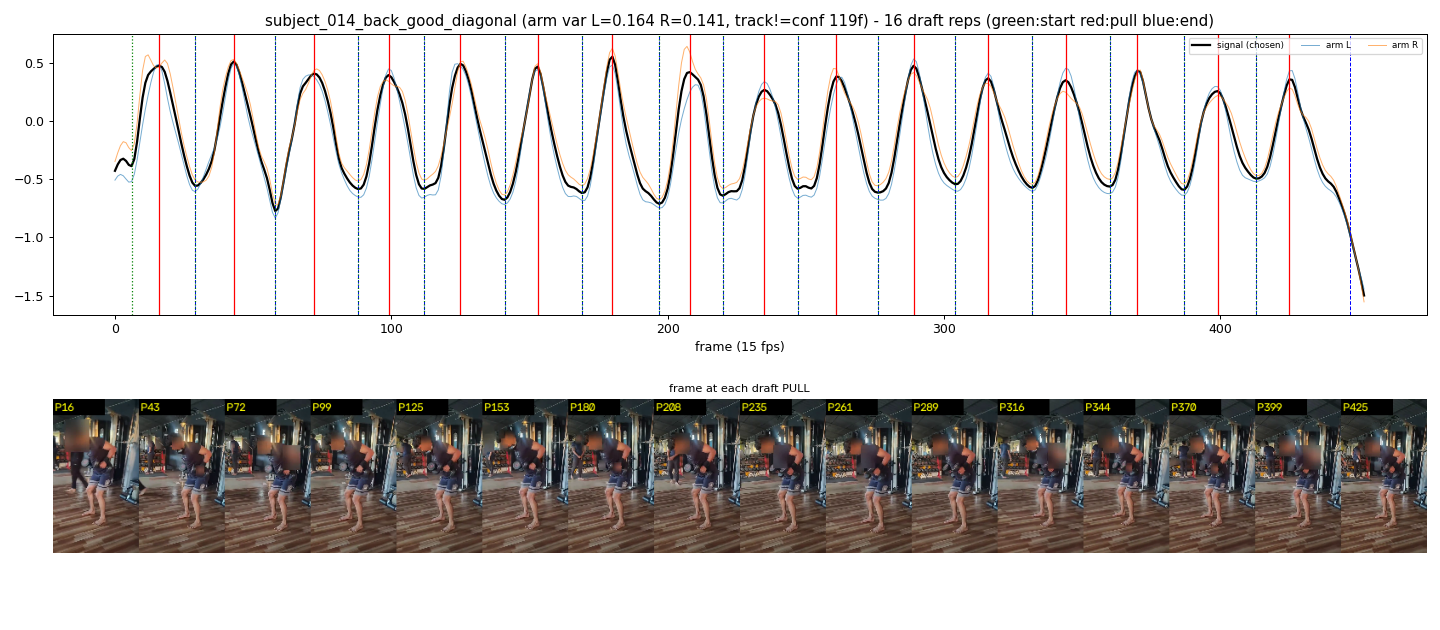 subject_014_back_good_diagonal (arm var L=0.164 R=0.141, track!=conf 119f) - 16 draft reps (green:start red:pull blue:end)
signal (chosen) arm L arm R
0.5
0.0
−0.5
−1.0
−1.5
0 100 200 300 400
frame (15 fps)
frame at each draft PULL
P16 P43 P72 P99 P125 P153 P180 P208 P235 P261 P289 P316 P344 P370 P399 P425